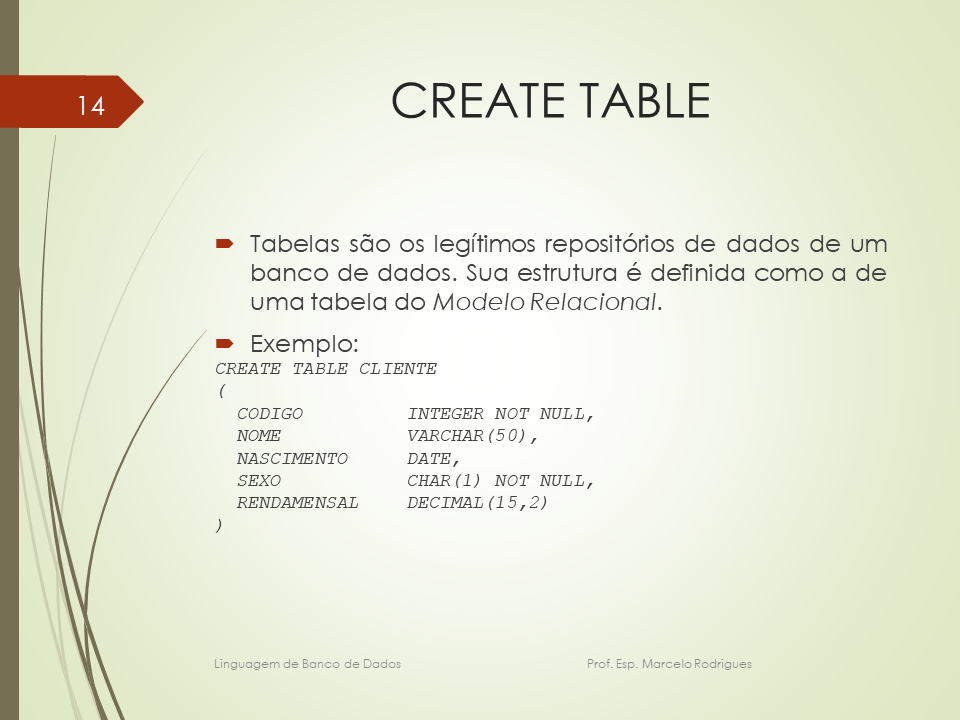 14
CREATE TABLE
Tabelas são os legítimos repositórios de dados de um
banco de dados. Sua estrutura é definida como a de
uma tabela do Modelo Relacional.
Exemplo:
CREATE TABLE CLIENTE
(
CODIGO INTEGER NOT NULL,
NOME VARCHAR(50),
NASCIMENTO DATE,
SEXO CHAR(1) NOT NULL,
RENDAMENSAL DECIMAL(15,2)
)
Linguagem de Banco de Dados Prof. Esp. Marcelo Rodrigues